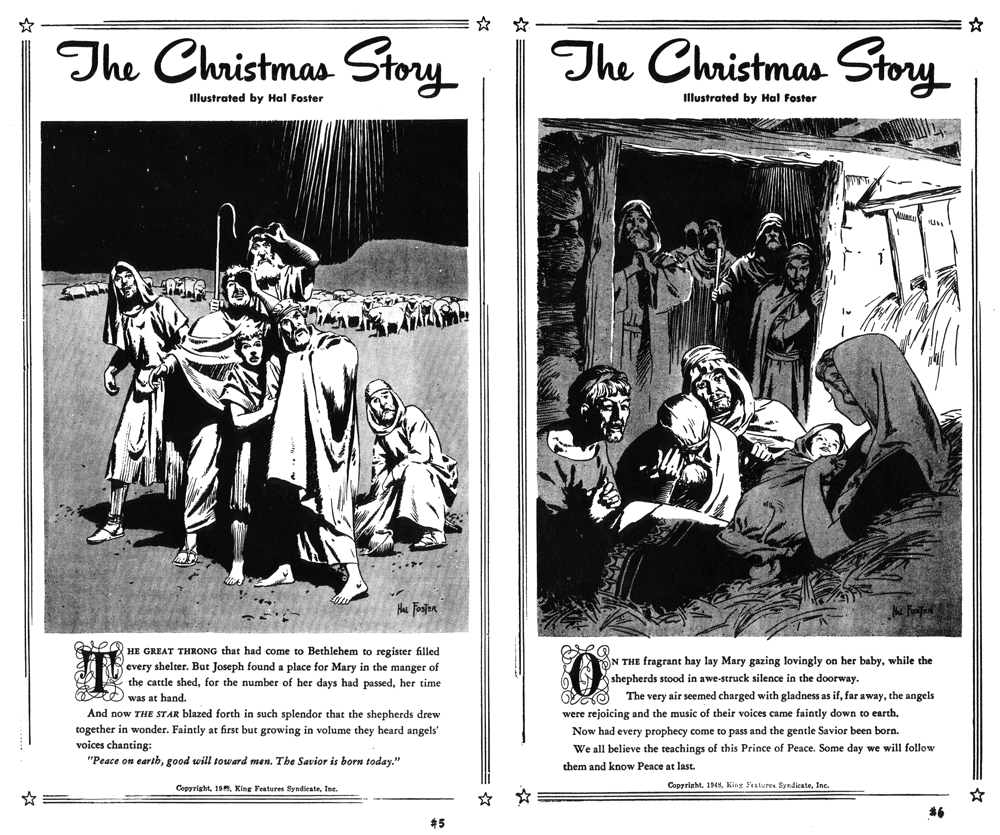 The Christmas Story
Illustrated by Hal Foster
HAL FOSTER
THE GREAT THRONG that had come to Bethlehem to register filled
every shelter. But Joseph found a place for Mary in the manger of
the cattle shed, for the number of her days had passed, her time
was at hand.
And now THE STAR blazed forth in such splendor that the shepherds drew
together in wonder. Faintly at first but growing in volume they heard angels'
voices chanting:
"Peace on earth, good will toward men. The Savior is born today."
Copyright, 1948, King Features Syndicate, Inc.
#5
The Christmas Story
Illustrated by Hal Foster
HAL FOSTER
ON THE fragrant hay lay Mary gazing lovingly on her baby, while the
shepherds stood in awe-struck silence in the doorway.
The very air seemed charged with gladness as if, far away, the angels
were rejoicing and the music of their voices came faintly down to earth.
Now had every prophecy come to pass and the gentle Savior been born.
We all believe the teachings of this Prince of Peace. Some day we will follow
them and know Peace at last.
Copyright, 1948, King Features Syndicate, Inc.
#6